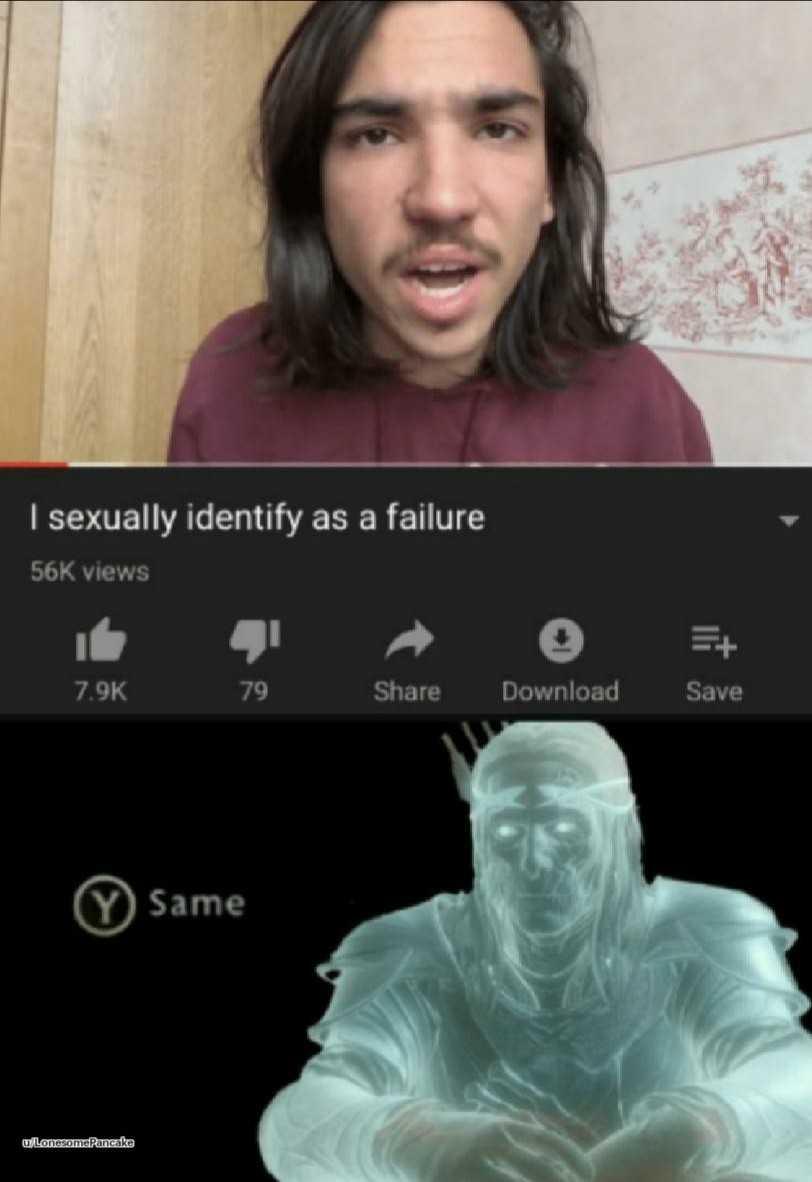 I sexually identify as a failure
56K views
7.9K
79
Share
Download
Save
Y Same
u/LonesomePancake